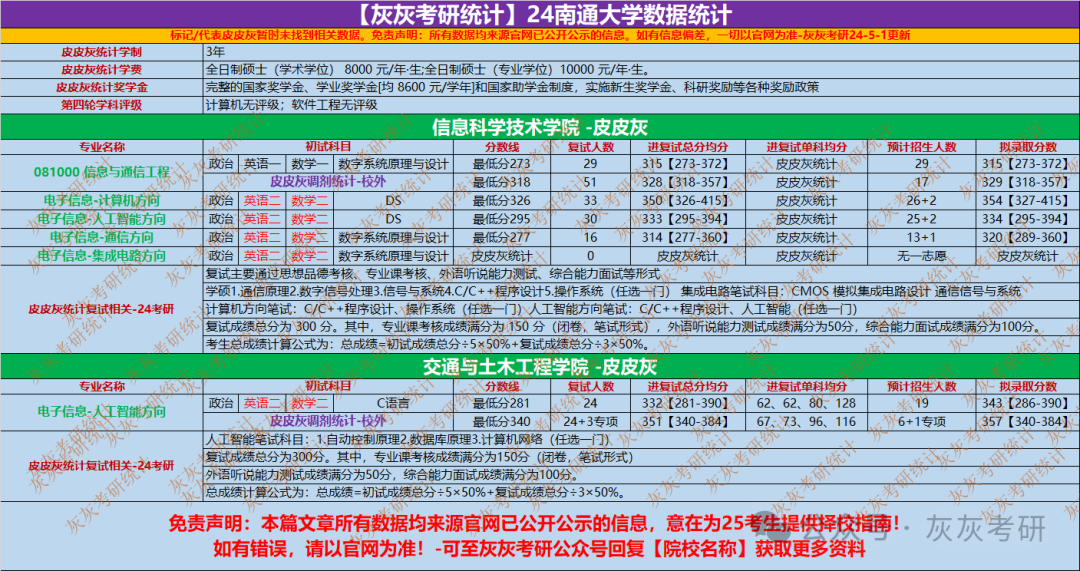 【灰灰考研统计】24南通大学数据统计
标记/代表皮皮灰暂时未找到相关数据。免责声明：所有数据均来源官网已公开公示的信息。如有信息偏差，一切以官网为准-灰灰考研24-5-1更新
皮皮灰统计学制 3年
皮皮灰统计学费 全日制硕士（学术学位） 8000 元/年·生;全日制硕士（专业学位）10000 元/年·生。
皮皮灰统计奖学金 完整的国家奖学金、学业奖学金[均 8600 元/学年]和国家助学金制度，实施新生奖学金、科研奖励等各种奖励政策
第四轮学科评级 计算机无评级；软件工程无评级
信息科学技术学院 -皮皮灰
专业名称 初试科目 分数线 复试人数 进复试总分均分 进复试单科均分 预计招生人数 拟录取分数
081000 信息与通信工程 政治 英语一 数学一 数字系统原理与设计 最低分273 29 315【273-372】 皮皮灰统计 29 315【273-372】
皮皮灰调剂统计-校外 最低分318 51 328【318-357】 皮皮灰统计 17 329【318-357】
电子信息-计算机方向 政治 英语二 数学二 DS 最低分326 33 350【326-415】 皮皮灰统计 26+2 354【327-415】
电子信息-人工智能方向 政治 英语二 数学二 DS 最低分295 30 333【295-394】 皮皮灰统计 25+2 334【295-394】
电子信息-通信方向 政治 英语二 数学二 数字系统原理与设计 最低分277 16 314【277-360】 皮皮灰统计 13+1 320【289-360】
电子信息-集成电路方向 政治 英语二 数学二 数字系统原理与设计 皮皮灰统计 0 皮皮灰统计 皮皮灰统计 无一志愿 皮皮灰统计
皮皮灰统计复试相关-24考研
复试主要通过思想品德考核、专业课考核、外语听说能力测试、综合能力面试等形式
学硕1.通信原理2.数字信号处理3.信号与系统4.C/C++程序设计5.操作系统（任选一门） 集成电路笔试科目：CMOS 模拟集成电路设计 通信信号与系统
计算机方向笔试：C/C++程序设计、操作系统（任选一门）人工智能方向笔试：C/C++程序设计、人工智能（任选一门）
复试成绩总分为 300 分。其中，专业课考核成绩满分为 150 分（闭卷，笔试形式），外语听说能力测试成绩满分为50分，综合能力面试成绩满分为100分。
考生总成绩计算公式为：总成绩=初试成绩总分÷5×50%+复试成绩总分÷3×50%。
交通与土木工程学院 -皮皮灰
专业名称 初试科目 分数线 复试人数 进复试总分均分 进复试单科均分 预计招生人数 拟录取分数
电子信息-人工智能方向 政治 英语二 数学二 C语言 最低分281 24 332【281-390】 62、62、80、128 19 343【286-390】
皮皮灰调剂统计-校外 最低分340 24+3专项 351【340-384】 67、73、96、116 6+1专项 357【340-384】
皮皮灰统计复试相关-24考研
人工智能笔试科目：1.自动控制原理2.数据库原理3.计算机网络（任选一门）
复试成绩总分为300分。其中，专业课考核成绩满分为150分（闭卷，笔试形式）
外语听说能力测试成绩满分为50分，综合能力面试成绩满分为100分。
总成绩计算公式为：总成绩=初试成绩总分÷5×50%+复试成绩总分÷3×50%。
免责声明：本篇文章所有数据均来源官网已公开公示的信息，意在为25考生提供择校指南！
如有错误，请以官网为准！-可至灰灰考研公众号回复【院校名称】获取更多资料
公众号 · 灰灰考研
灰灰考研统计